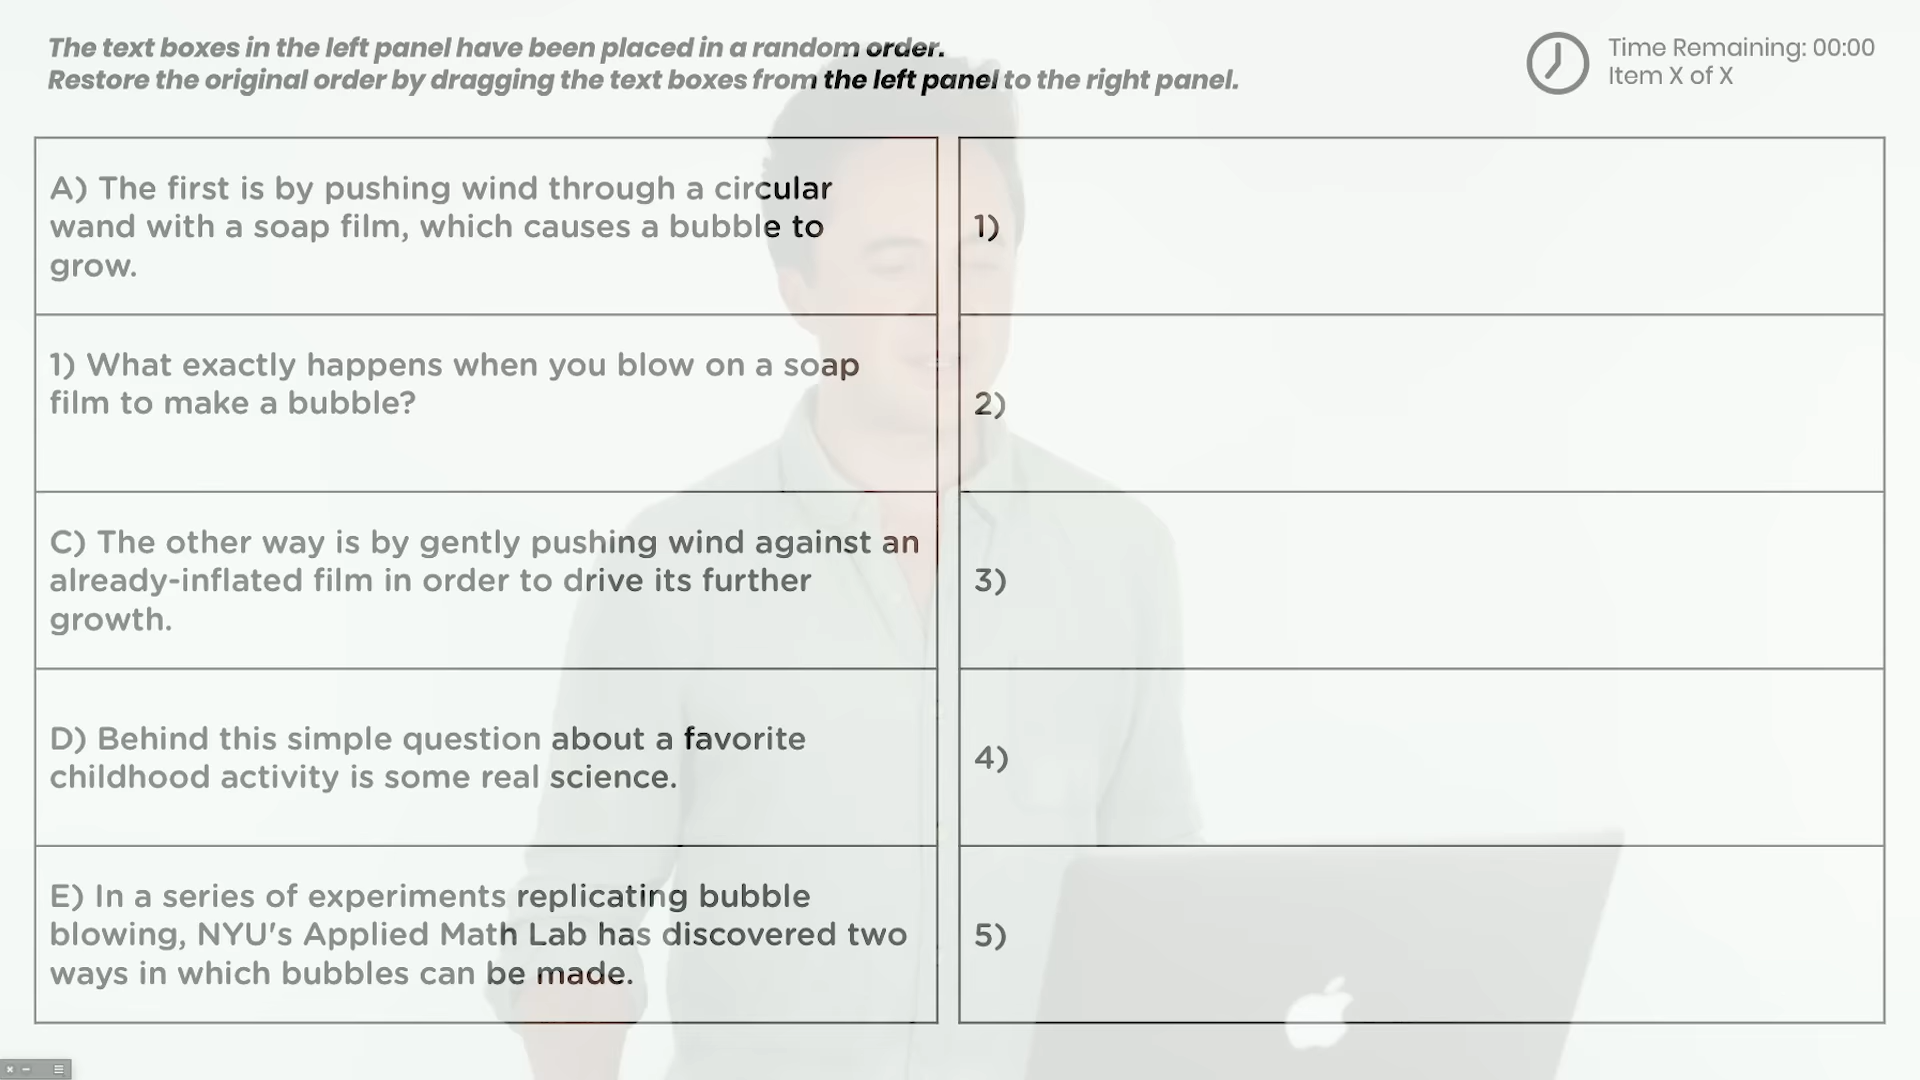 The text boxes in the left panel have been placed in a random order.
Restore the original order by dragging the text boxes from the left panel to the right panel.
Time Remaining: 00:00
Item X of X
A) The first is by pushing wind through a circular
wand with a soap film, which causes a bubble to
grow.
1) What exactly happens when you blow on a soap
film to make a bubble?
C) The other way is by gently pushing wind against an
already-inflated film in order to drive its further
growth.
D) Behind this simple question about a favorite
childhood activity is some real science.
E) In a series of experiments replicating bubble
blowing, NYU's Applied Math Lab has discovered two
ways in which bubbles can be made.
1)
2)
3)
4)
5)